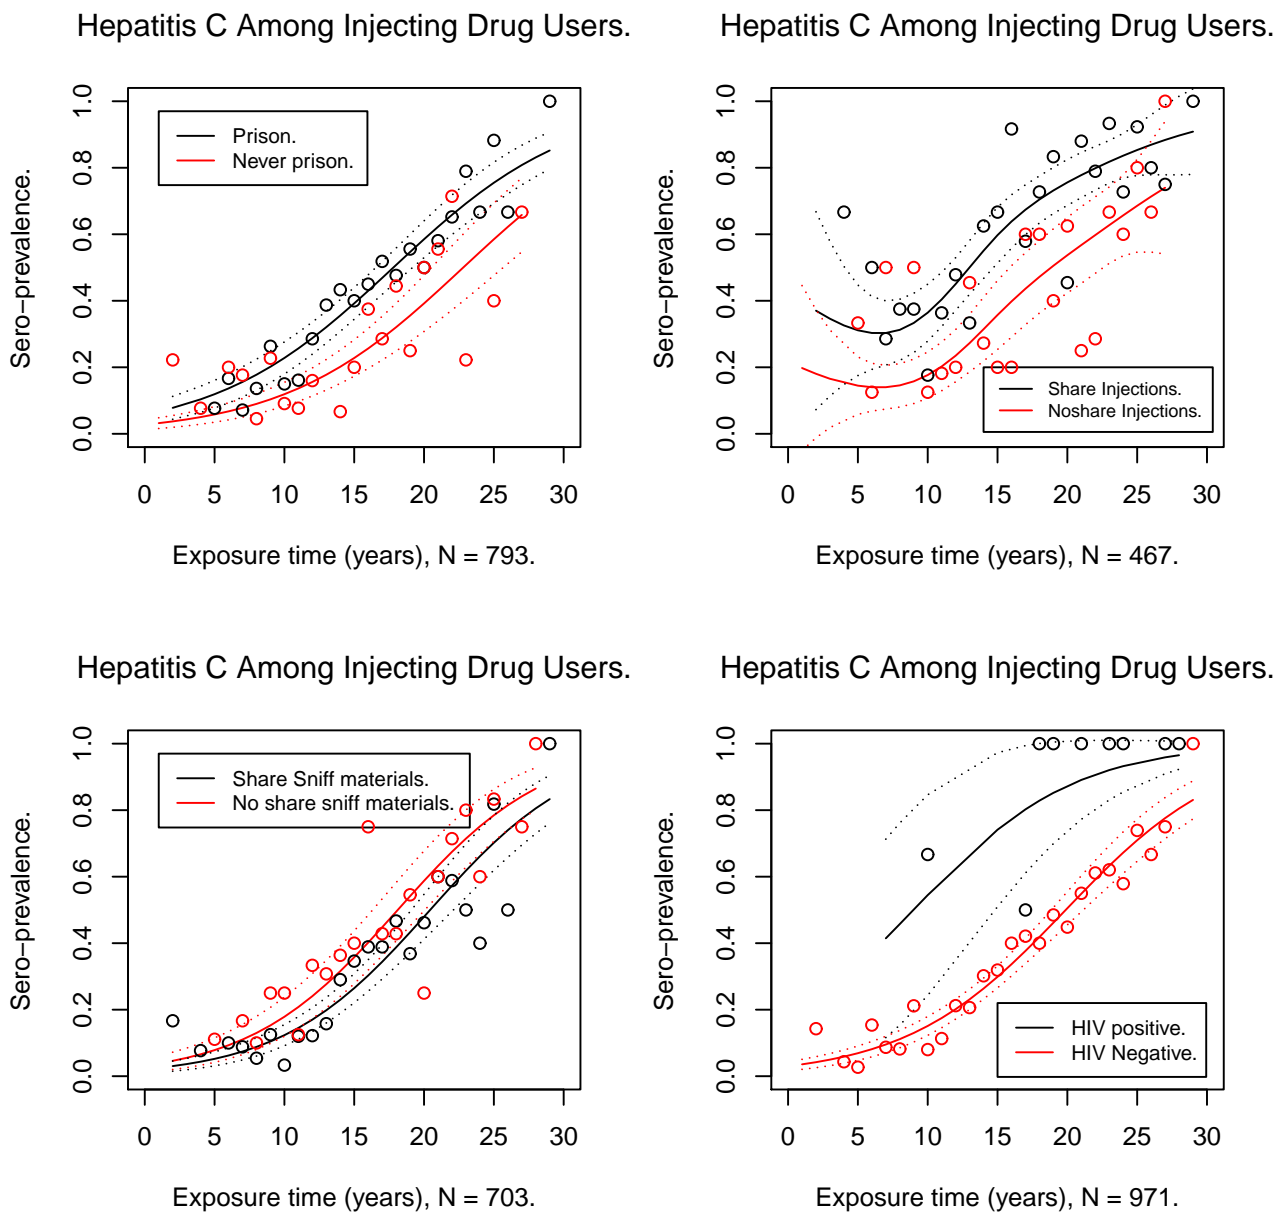 Hepatitis C Among Injecting Drug Users.
Sero−prevalence.
0.0 0.2 0.4 0.6 0.8 1.0
Prison.
Never prison.
0 5 10 15 20 25 30
Exposure time (years), N = 793.
Hepatitis C Among Injecting Drug Users.
Sero−prevalence.
0.0 0.2 0.4 0.6 0.8 1.0
Share Injections.
Noshare Injections.
0 5 10 15 20 25 30
Exposure time (years), N = 467.
Hepatitis C Among Injecting Drug Users.
Sero−prevalence.
0.0 0.2 0.4 0.6 0.8 1.0
Share Sniff materials.
No share sniff materials.
0 5 10 15 20 25 30
Exposure time (years), N = 703.
Hepatitis C Among Injecting Drug Users.
Sero−prevalence.
0.0 0.2 0.4 0.6 0.8 1.0
HIV positive.
HIV Negative.
0 5 10 15 20 25 30
Exposure time (years), N = 971.